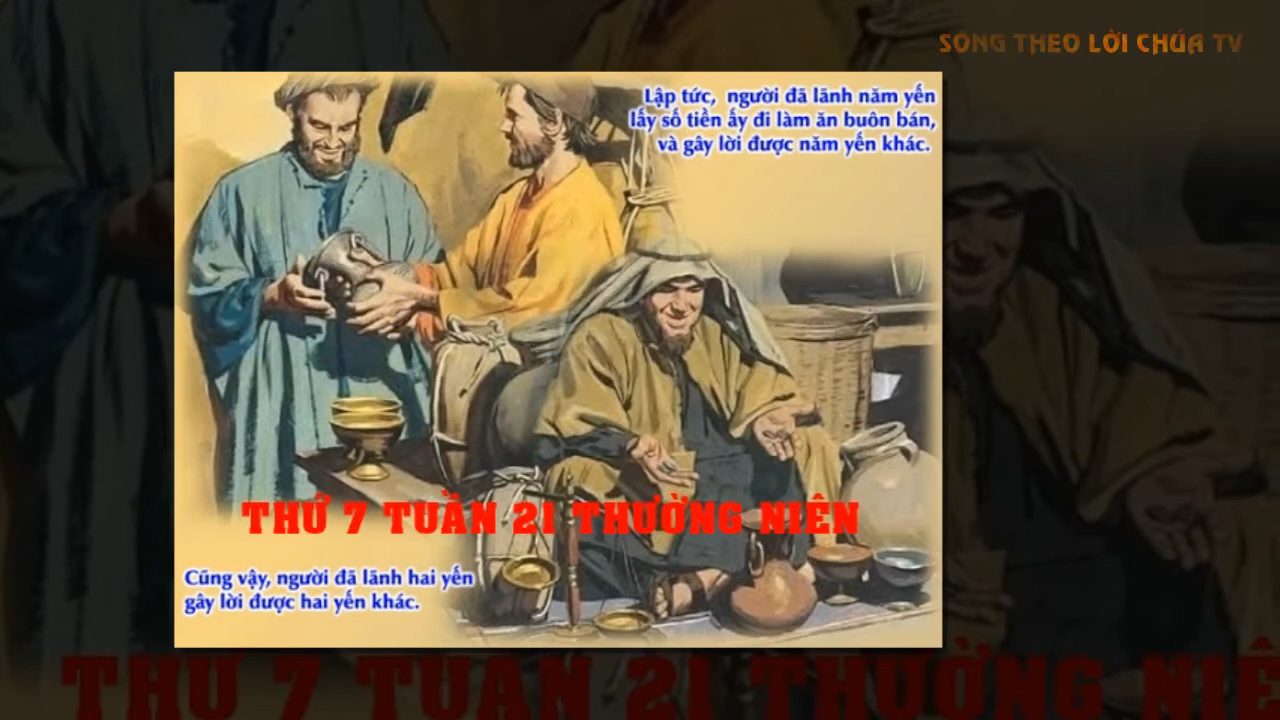 SỐNG THEO LỜI CHÚA TV
Lập tức, người đã lãnh năm yến
lấy số tiền ấy đi làm ăn buôn bán,
và gây lời được năm yến khác.
THỨ 7 TUẦN 21 THƯỜNG NIÊN
Cũng vậy, người đã lãnh hai yến
gây lời được hai yến khác.
THỨ 7 TUẦN 21 THƯỜNG NIÊ